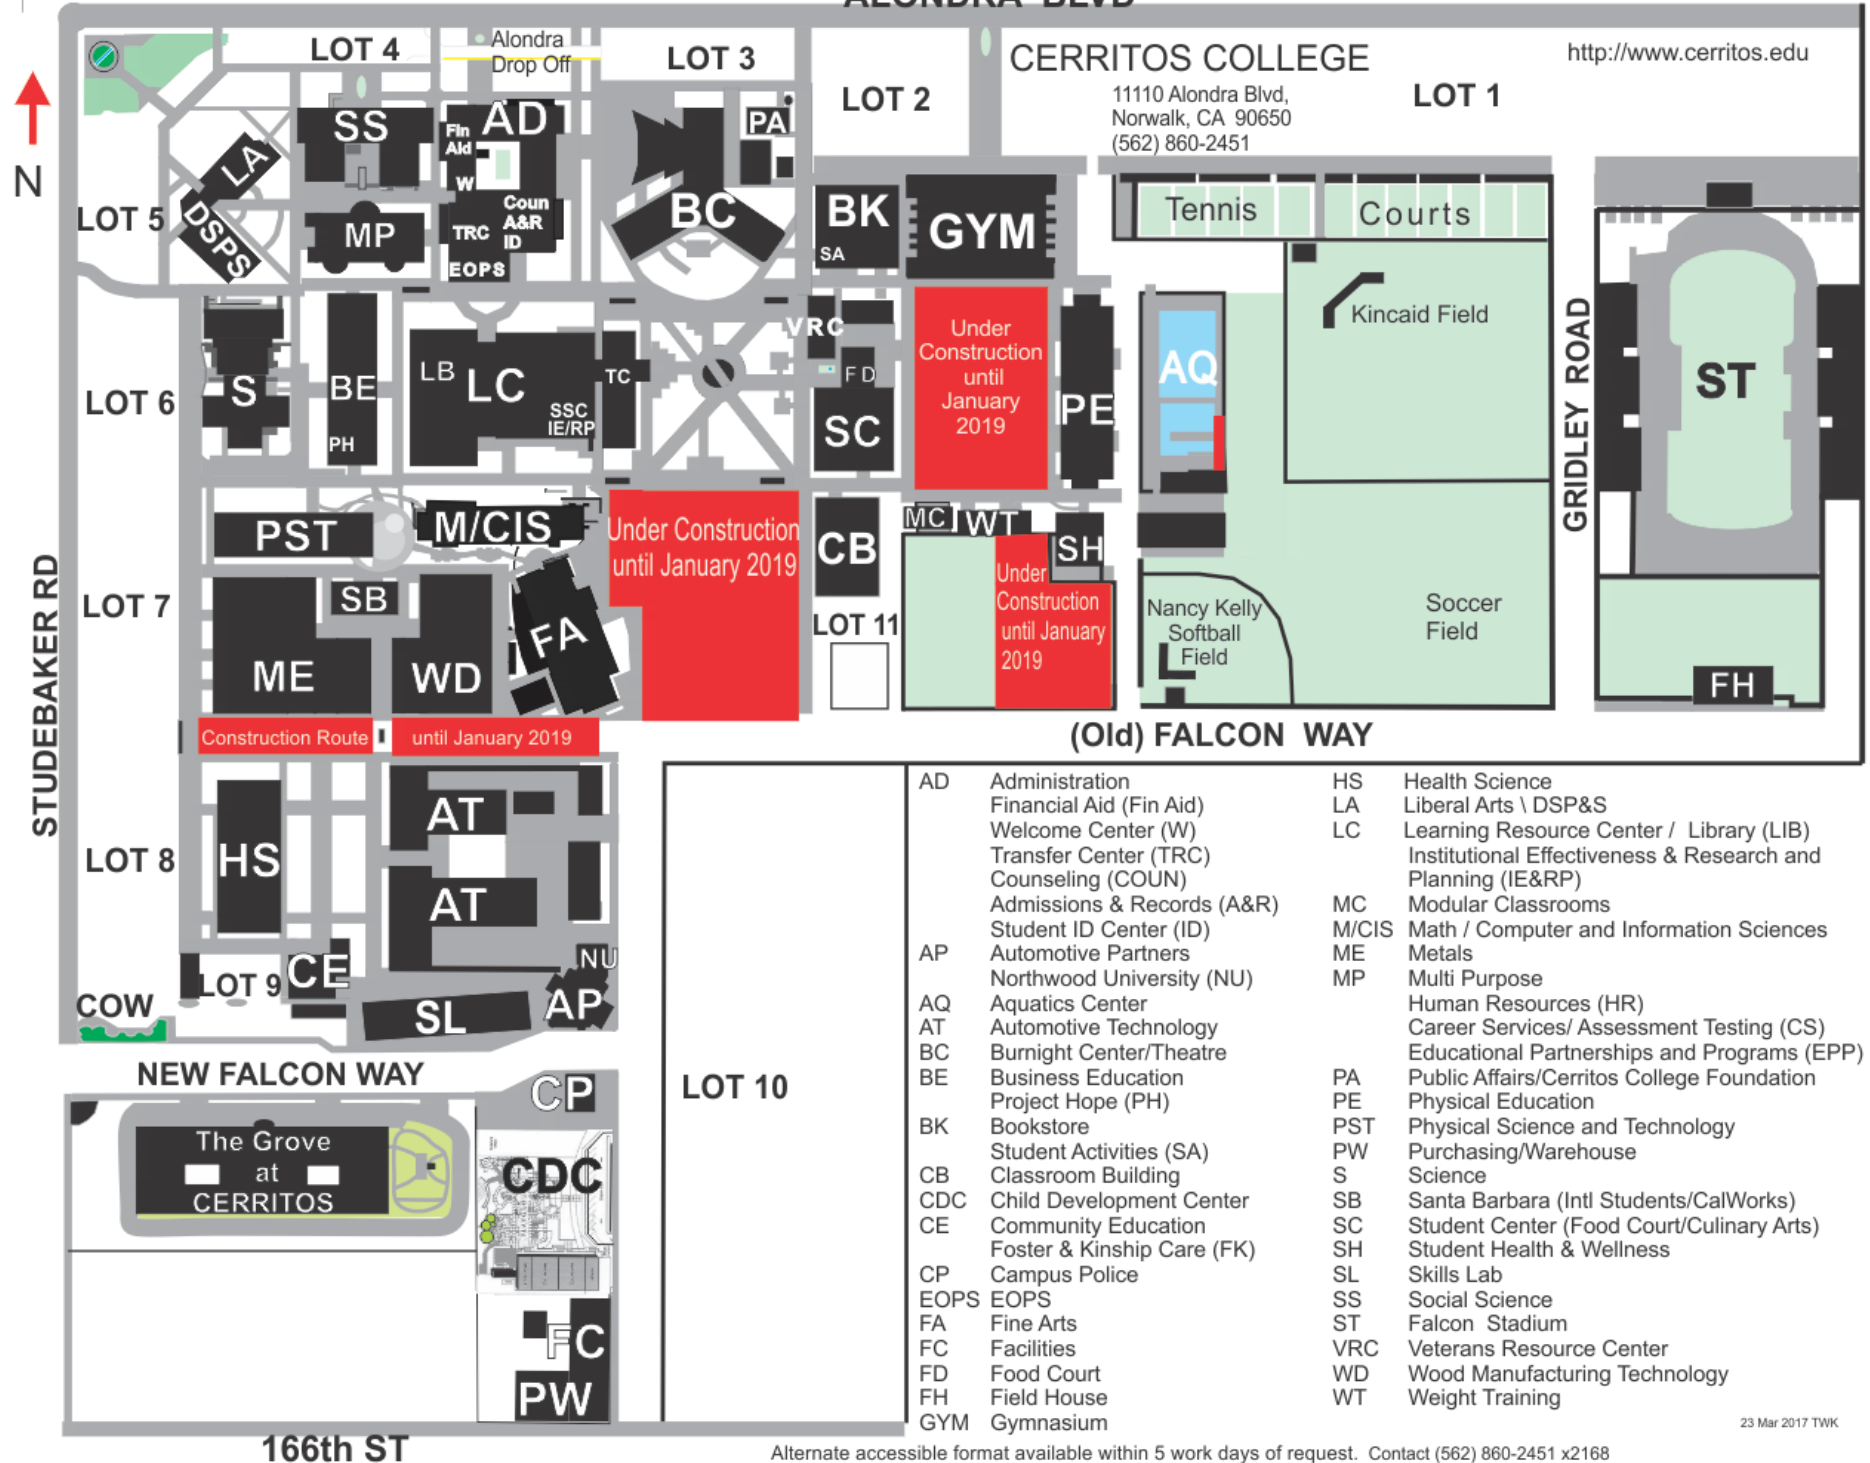 ALONDRA BLVD
LOT 4
Alondra
Drop Off
LOT 3
LOT 2
CERRITOS COLLEGE
11110 Alondra Blvd,
Norwalk, CA 90650
(562) 860-2451
LOT 1
http://www.cerritos.edu
N
SS
AD
Fin
Aid
W
Coun
A&R
ID
TRC
EOPS
PA
BC
LA
DSPS
LOT 5
MP
BK
SA
GYM
Tennis
Courts
Kincaid Field
GRIDLEY ROAD
ST
LOT 6
S
BE
PH
LB
LC
SSC
IE/RP
TC
VRC
FD
SC
Under
Construction
until
January
2019
PE
AQ
PST
M/CIS
Under Construction
until January 2019
CB
MC
WT
SH
Under
Construction
until January
2019
STUDEBAKER RD
LOT 7
SB
ME
WD
FA
LOT 11
Nancy Kelly
Softball
Field
Soccer
Field
FH
Construction Route
until January 2019
(Old) FALCON WAY
LOT 8
HS
AT
AT
LOT 9
CE
NU
AP
SL
COW
NEW FALCON WAY
CP
LOT 10
The Grove
at
CERRITOS
CDC
FC
PW
166th ST
AD Administration
Financial Aid (Fin Aid)
Welcome Center (W)
Transfer Center (TRC)
Counseling (COUN)
Admissions & Records (A&R)
Student ID Center (ID)
AP Automotive Partners
Northwood University (NU)
AQ Aquatics Center
AT Automotive Technology
BC Burnight Center/Theatre
BE Business Education
Project Hope (PH)
BK Bookstore
Student Activities (SA)
CB Classroom Building
CDC Child Development Center
CE Community Education
Foster & Kinship Care (FK)
CP Campus Police
EOPS EOPS
FA Fine Arts
FC Facilities
FD Food Court
FH Field House
GYM Gymnasium
HS Health Science
LA Liberal Arts \ DSP&S
LC Learning Resource Center / Library (LIB)
Institutional Effectiveness & Research and
Planning (IE&RP)
MC Modular Classrooms
M/CIS Math / Computer and Information Sciences
ME Metals
MP Multi Purpose
Human Resources (HR)
Career Services/ Assessment Testing (CS)
Educational Partnerships and Programs (EPP)
PA Public Affairs/Cerritos College Foundation
PE Physical Education
PST Physical Science and Technology
PW Purchasing/Warehouse
S Science
SB Santa Barbara (Intl Students/CalWorks)
SC Student Center (Food Court/Culinary Arts)
SH Student Health & Wellness
SL Skills Lab
SS Social Science
ST Falcon Stadium
VRC Veterans Resource Center
WD Wood Manufacturing Technology
WT Weight Training
23 Mar 2017 TWK
Alternate accessible format available within 5 work days of request. Contact (562) 860-2451 x2168